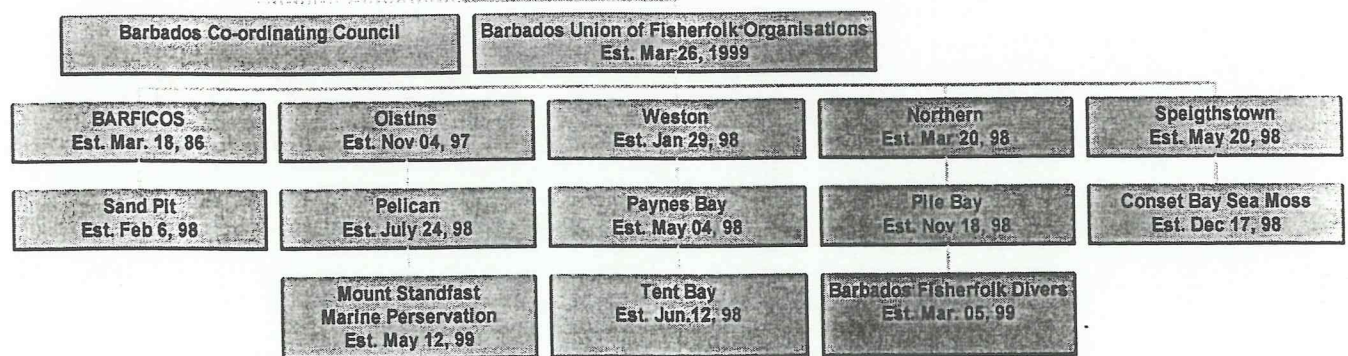 Barbados Co-ordinating Council
Barbados Union of Fisherfolk Organisations
Est. Mar 26, 1999
BARFICOS
Est. Mar. 18, 86
Oistins
Est. Nov 04, 97
Weston
Est. Jan 29, 98
Northern
Est. Mar 20, 98
Speigthstown
Est. May 20, 98
Sand Pit
Est. Feb 6, 98
Pelican
Est. July 24, 98
Paynes Bay
Est. May 04, 98
Pile Bay
Est. Nov 18, 98
Conset Bay Sea Moss
Est. Dec 17, 98
Mount Standfast
Marine Perservation
Est. May 12, 99
Tent Bay
Est. Jun.12, 98
Barbados Fisherfolk Divers
Est. Mar. 05, 99